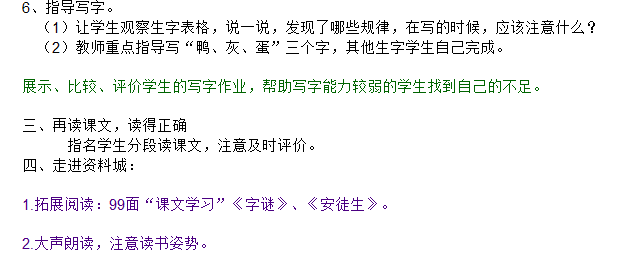 6、指导写字。
（1）让学生观察生字表格，说一说，发现了哪些规律，在写的时候，应该注意什么？
（2）教师重点指导写“鸭、灰、蛋”三个字，其他生字学生自己完成。
展示、比较、评价学生的写字作业，帮助写字能力较弱的学生找到自己的不足。
三、再读课文，读得正确
指名学生分段读课文，注意及时评价。
四、走进资料城：
1.拓展阅读：99面“课文学习”《字谜》、《安徒生》。
2.大声朗读，注意读书姿势。